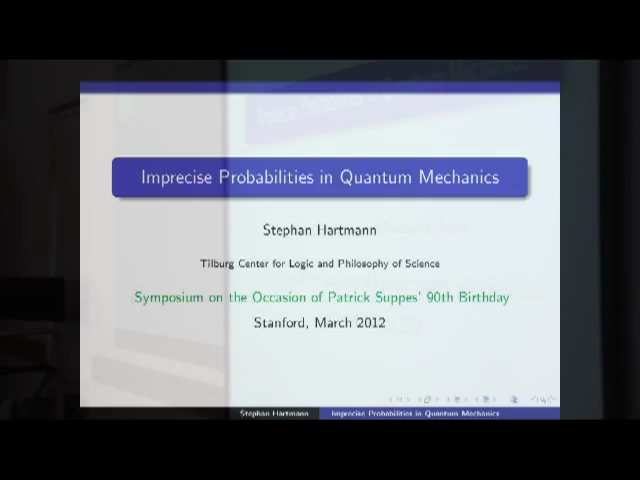 Imprecise Probabilities in Quantum Mechanics
Stephan Hartmann
Tilburg Center for Logic and Philosophy of Science
Symposium on the Occasion of Patrick Suppes' 90th Birthday
Stanford, March 2012
Stephan Hartmann
Imprecise Probabilities in Quantum Mechanics